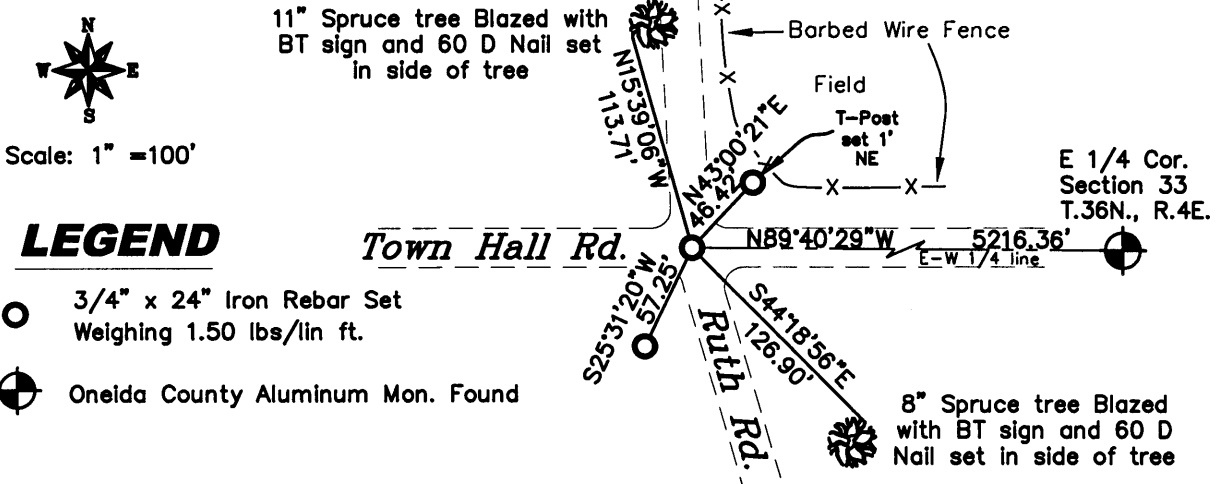 11" Spruce tree Blazed with
BT sign and 60 D Nail set
in side of tree
N
W
E
S
Scale: 1" =100'
Barbed Wire Fence
Field
T-Post
set 1'
NE
N15°39'06"W
113.71'
N43°00'21"E
46.42'
E 1/4 Cor.
Section 33
T.36N., R.4E.
LEGEND
Town Hall Rd.
N89°40'29"W 5216.36'
E-W 1/4 line
3/4" x 24" Iron Rebar Set
Weighing 1.50 lbs/lin ft.
S25°31'20"W
57.25'
S44°18'56"E
126.90'
Ruth Rd.
Oneida County Aluminum Mon. Found
8" Spruce tree Blazed
with BT sign and 60 D
Nail set in side of tree